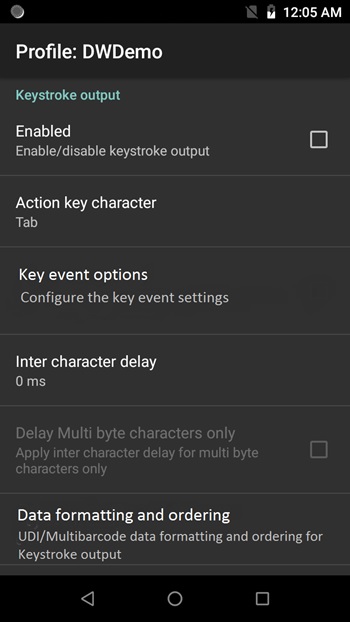 12:05 AM
Profile: DWDemo
Keystroke output
Enabled
Enable/disable keystroke output
Action key character
Tab
Key event options
Configure the key event settings
Inter character delay
0 ms
Delay Multi byte characters only
Apply inter character delay for multi byte
characters only
Data formatting and ordering
UDI/Multibarcode data formatting and ordering for
Keystroke output